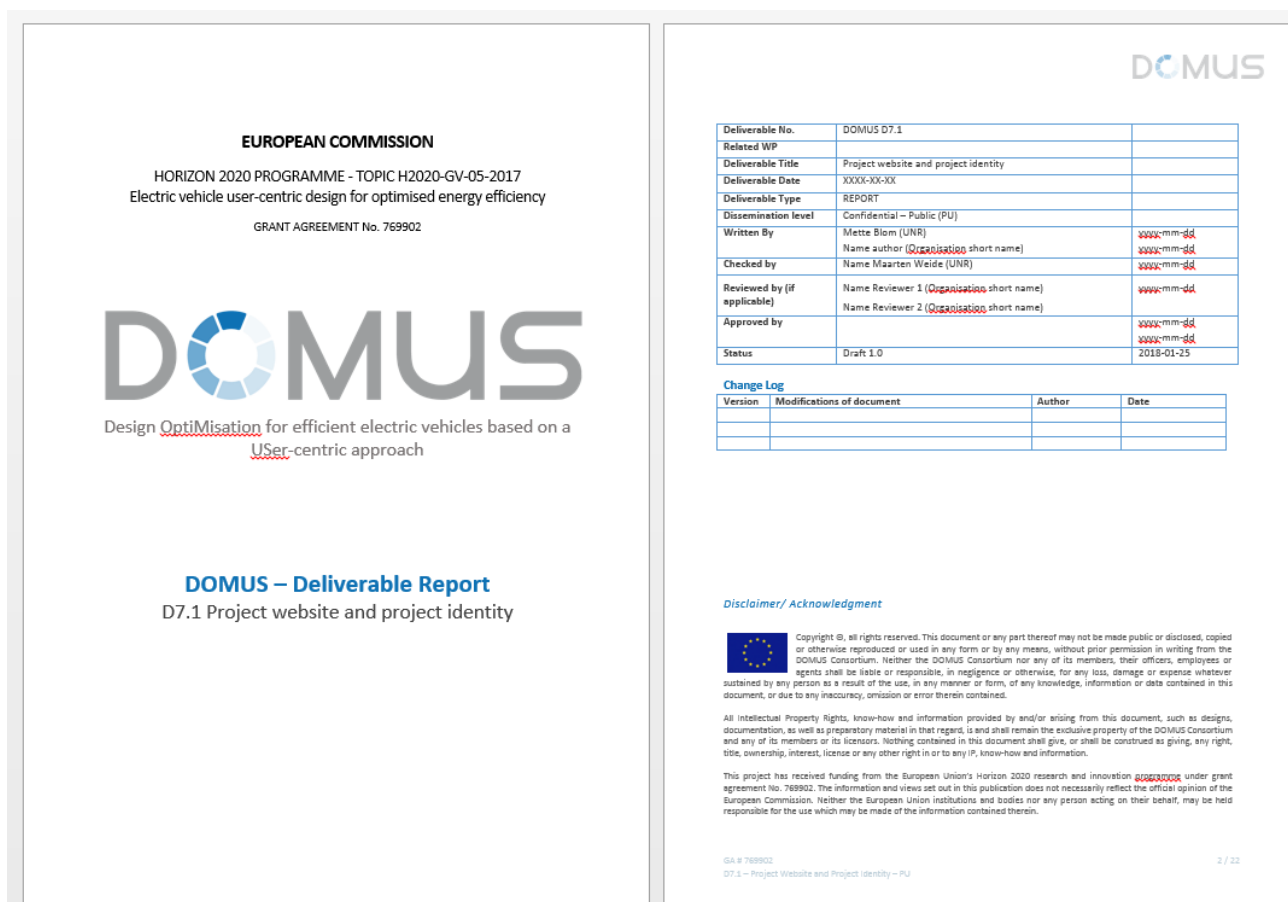 EUROPEAN COMMISSION
HORIZON 2020 PROGRAMME - TOPIC H2020-GV-05-2017
Electric vehicle user-centric design for optimised energy efficiency
GRANT AGREEMENT No. 769902
DOMUS
Design OptiMisation for efficient electric vehicles based on a
USer-centric approach
DOMUS – Deliverable Report
D7.1 Project website and project identity
DOMUS
Deliverable No. DOMUS D7.1
Related WP
Deliverable Title Project website and project identity
Deliverable Date XXXX-XX-XX
Deliverable Type REPORT
Dissemination level Confidential – Public (PU)
Written By Mette Blom (UNR) yyyy-mm-dd
Name author (Organisation short name) yyyy-mm-dd
Checked by Name Maarten Weide (UNR) yyyy-mm-dd
Reviewed by (if applicable) Name Reviewer 1 (Organisation short name) yyyy-mm-dd
Name Reviewer 2 (Organisation short name)
Approved by yyyy-mm-dd
yyyy-mm-dd
Status Draft 1.0 2018-01-25
Change Log
Version Modifications of document Author Date
Disclaimer/ Acknowledgment
Copyright ©, all rights reserved. This document or any part thereof may not be made public or disclosed, copied
or otherwise reproduced or used in any form or by any means, without prior permission in writing from the
DOMUS Consortium. Neither the DOMUS Consortium nor any of its members, their officers, employees or
agents shall be liable or responsible, in negligence or otherwise, for any loss, damage or expense whatever
sustained by any person as a result of the use, in any manner or form, of any knowledge, information or data contained in this
document, or due to any inaccuracy, omission or error therein contained.
All Intellectual Property Rights, know-how and information provided by and/or arising from this document, such as designs,
documentation, as well as preparatory material in that regard, is and shall remain the exclusive property of the DOMUS Consortium
and any of its members or its licensors. Nothing contained in this document shall give, or shall be construed as giving, any right,
title, ownership, interest, license or any other right in or to any IP, know-how and information.
This project has received funding from the European Union's Horizon 2020 research and innovation programme under grant
agreement No. 769902. The information and views set out in this publication does not necessarily reflect the official opinion of the
European Commission. Neither the European Union institutions and bodies nor any person acting on their behalf, may be held
responsible for the use which may be made of the information contained therein.
GA # 769902 2 / 22
D7.1 – Project Website and Project Identity – PU